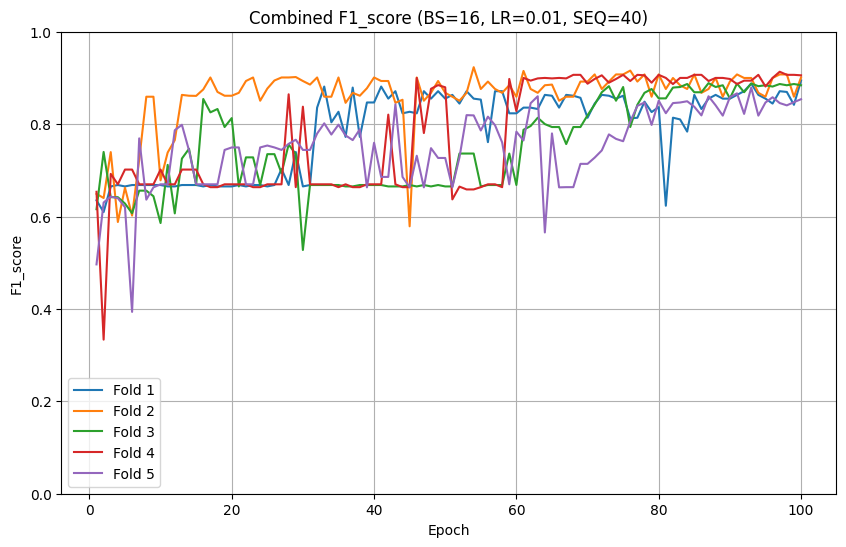 Combined F1_score (BS=16, LR=0.01, SEQ=40)
1.0
0.8
0.6
0.4
0.2
0.0
F1_score
Fold 1
Fold 2
Fold 3
Fold 4
Fold 5
0 20 40 60 80 100
Epoch